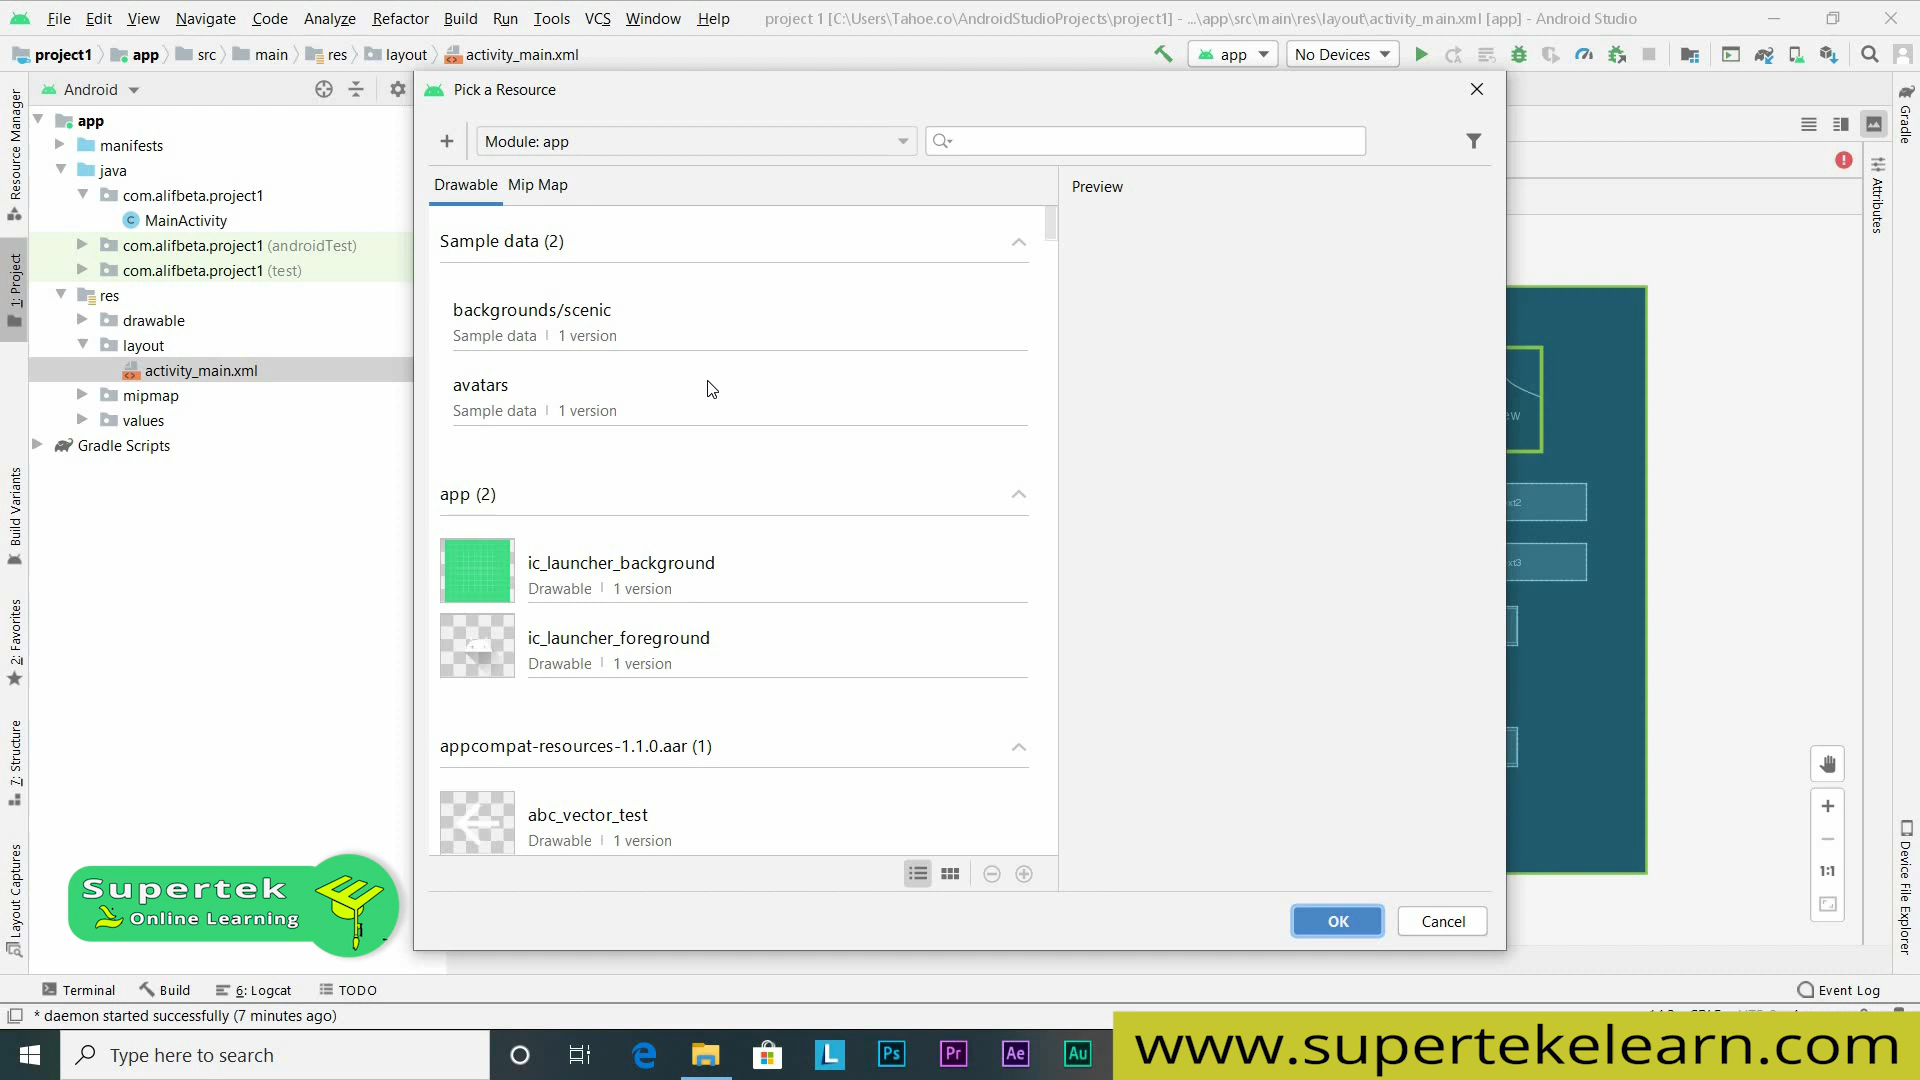 File Edit View Navigate Code Analyze Refactor Build Run Tools VCS Window Help project 1 [C:\Users\Tahoe.co\AndroidStudioProjects\project1] - ...\app\src\main\res\layout\activity_main.xml [app] - Android Studio
project1 app src main res layout activity_main.xml app No Devices
Android
Pick a Resource
Module: app
Drawable Mip Map
Preview
Sample data (2)
backgrounds/scenic
Sample data 1 version
avatars
Sample data 1 version
app (2)
ic_launcher_background
Drawable 1 version
ic_launcher_foreground
Drawable 1 version
appcompat-resources-1.1.0.aar (1)
abc_vector_test
Drawable 1 version
OK Cancel
app
manifests
java
com.alifbeta.project1
C MainActivity
com.alifbeta.project1 (androidTest)
com.alifbeta.project1 (test)
res
drawable
layout
activity_main.xml
mipmap
values
Gradle Scripts
Resource Manager
1: Project
Build Variants
2: Favorites
7: Structure
Layout Captures
Gradle
Attributes
Device File Explorer
1:1
Supertek
Online Learning
Terminal Build 6: Logcat TODO Event Log
* daemon started successfully (7 minutes ago)
Type here to search
L Ps Pr Ae Au
www.supertekelearn.com